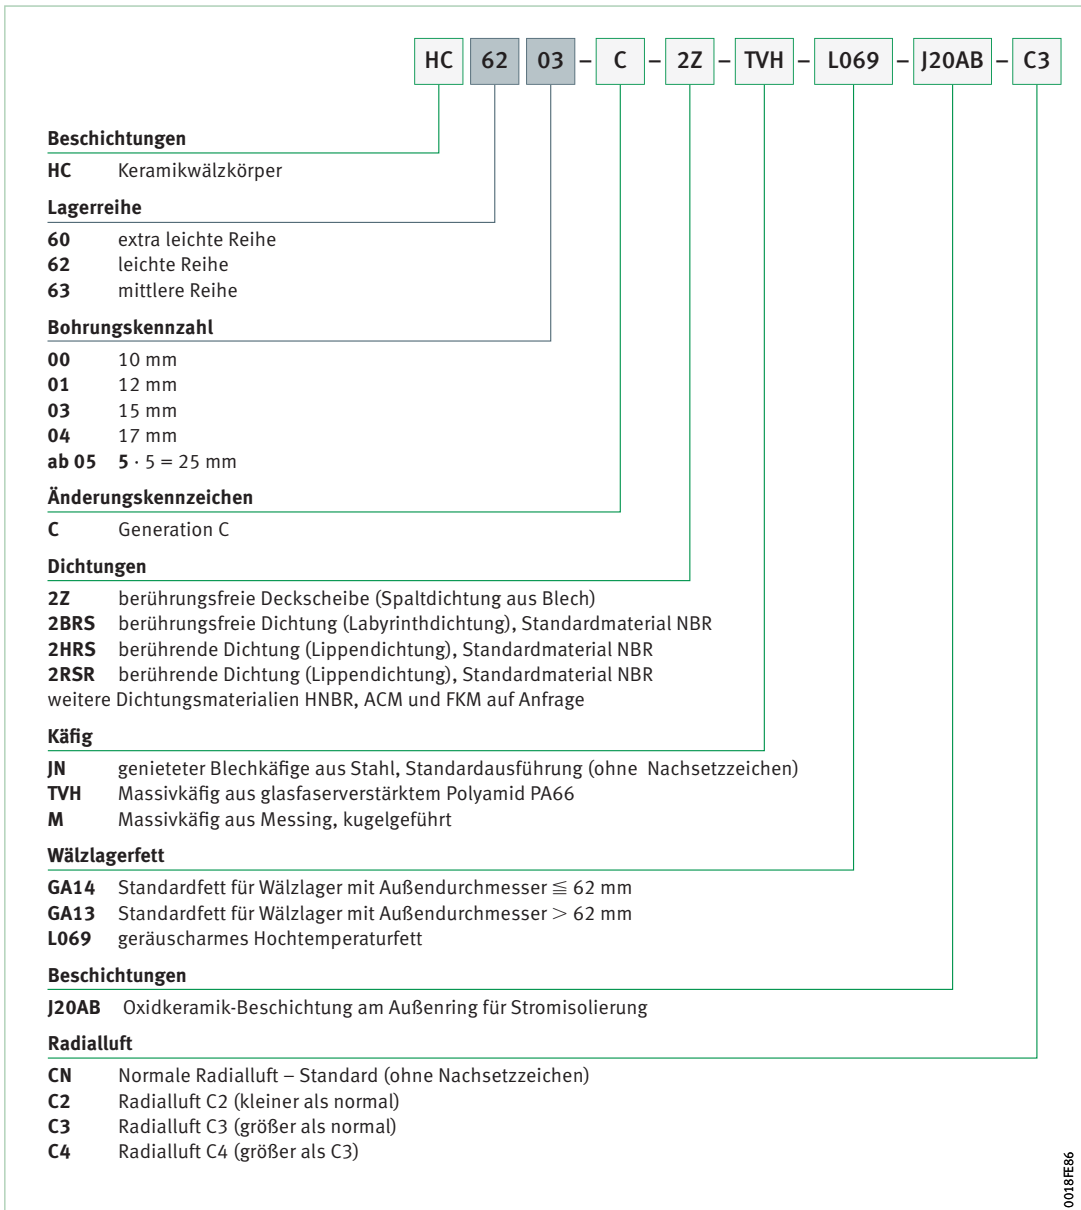 HC 62 03 – C – 2Z – TVH – L069 – J20AB – C3
Beschichtungen
HC Keramikwälzkörper
Lagerreihe
60 extra leichte Reihe
62 leichte Reihe
63 mittlere Reihe
Bohrungskennzahl
00 10 mm
01 12 mm
03 15 mm
04 17 mm
ab 05 5 · 5 = 25 mm
Änderungskennzeichen
C Generation C
Dichtungen
2Z berührungsfreie Deckscheibe (Spaltdichtung aus Blech)
2BRS berührungsfreie Dichtung (Labyrinthdichtung), Standardmaterial NBR
2HRS berührende Dichtung (Lippendichtung), Standardmaterial NBR
2RSR berührende Dichtung (Lippendichtung), Standardmaterial NBR
weitere Dichtungsmaterialien HNBR, ACM und FKM auf Anfrage
Käfig
JN genieteter Blechkäfige aus Stahl, Standardausführung (ohne Nachsetzzeichen)
TVH Massivkäfig aus glasfaserverstärktem Polyamid PA66
M Massivkäfig aus Messing, kugelgeführt
Wälzlagerfett
GA14 Standardfett für Wälzlager mit Außendurchmesser ≦ 62 mm
GA13 Standardfett für Wälzlager mit Außendurchmesser > 62 mm
L069 geräuscharmes Hochtemperaturfett
Beschichtungen
J20AB Oxidkeramik-Beschichtung am Außenring für Stromisolierung
Radialluft
CN Normale Radialluft – Standard (ohne Nachsetzzeichen)
C2 Radialluft C2 (kleiner als normal)
C3 Radialluft C3 (größer als normal)
C4 Radialluft C4 (größer als C3)
0018FE86